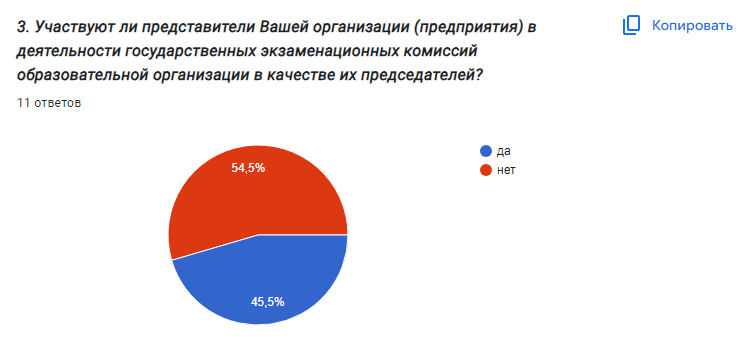 3. Участвуют ли представители Вашей организации (предприятия) в
деятельности государственных экзаменационных комиссий
образовательной организации в качестве их председателей?
Копировать
11 ответов
54,5%
45,5%
да
нет